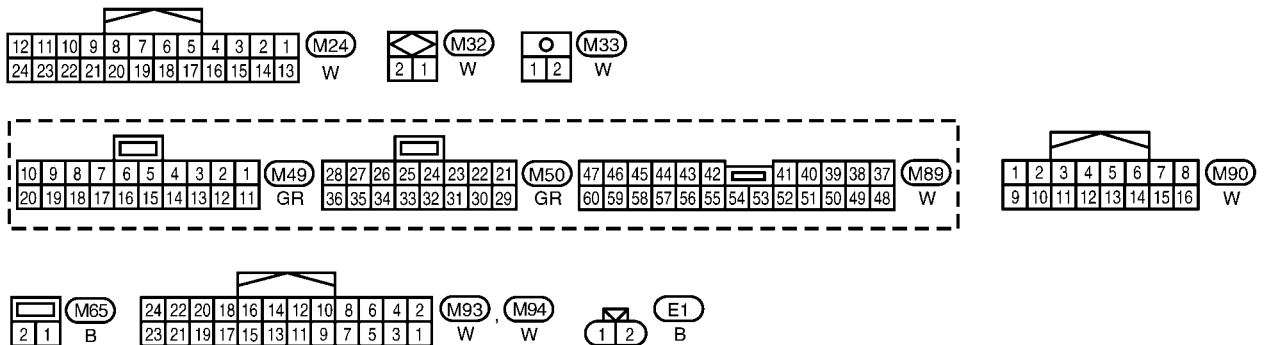 12 11 10 9 8 7 6 5 4 3 2 1 M24
24 23 22 21 20 19 18 17 16 15 14 13 W
M32
2 1 W
M33
1 2 W
10 9 8 7 6 5 4 3 2 1 M49
20 19 18 17 16 15 14 13 12 11 GR
28 27 26 25 24 23 22 21 M50
36 35 34 33 32 31 30 29 GR
47 46 45 44 43 42 41 40 39 38 37 M89
60 59 58 57 56 55 54 53 52 51 50 49 48 W
1 2 3 4 5 6 7 8 M90
9 10 11 12 13 14 15 16 W
M65
2 1 B
24 22 20 18 16 14 12 10 8 6 4 2 M93 , M94
23 21 19 17 15 13 11 9 7 5 3 1 W W
E1
1 2 B